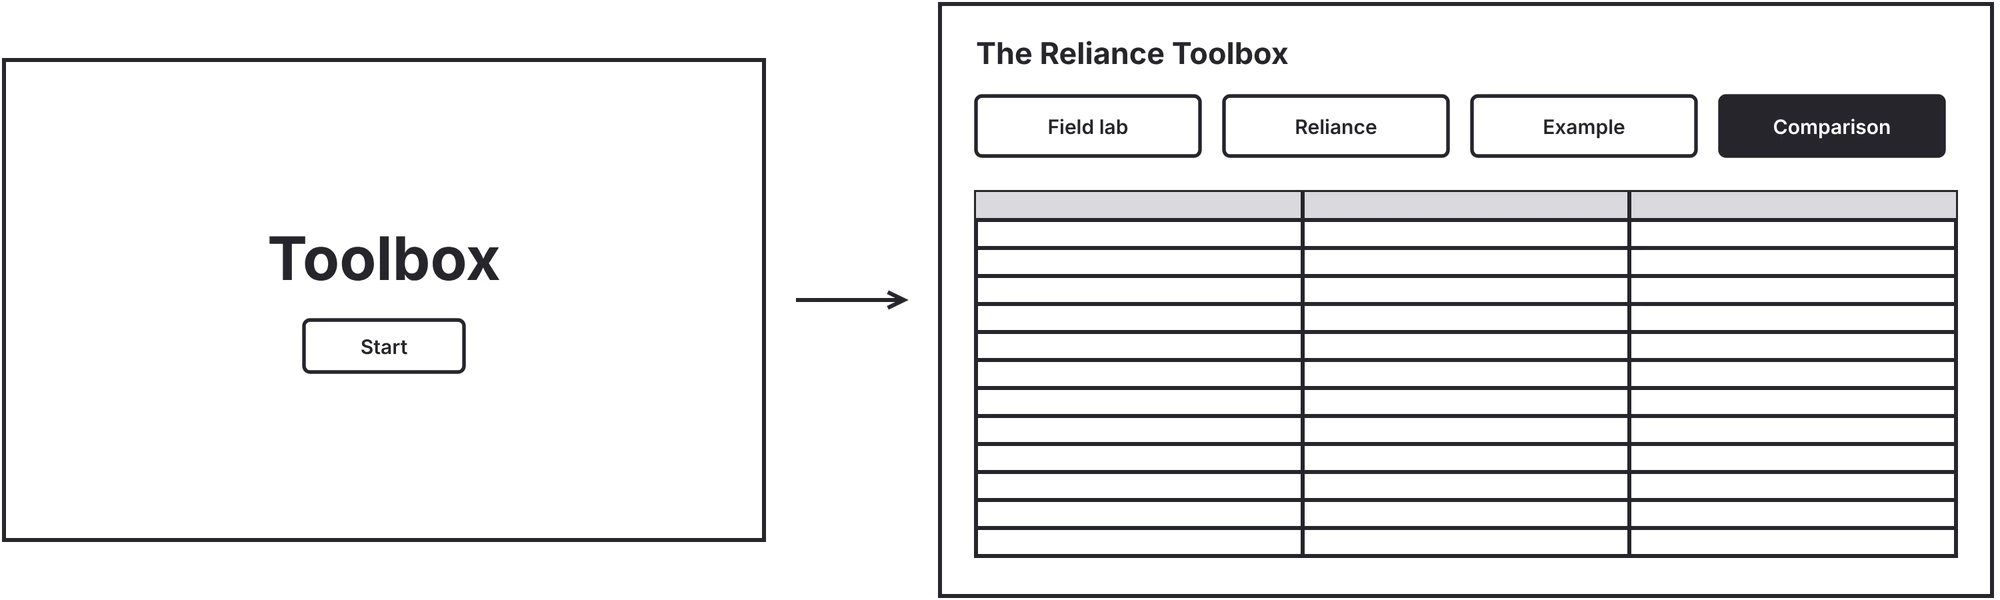 Toolbox
Start
The Reliance Toolbox
Field lab
Reliance
Example
Comparison